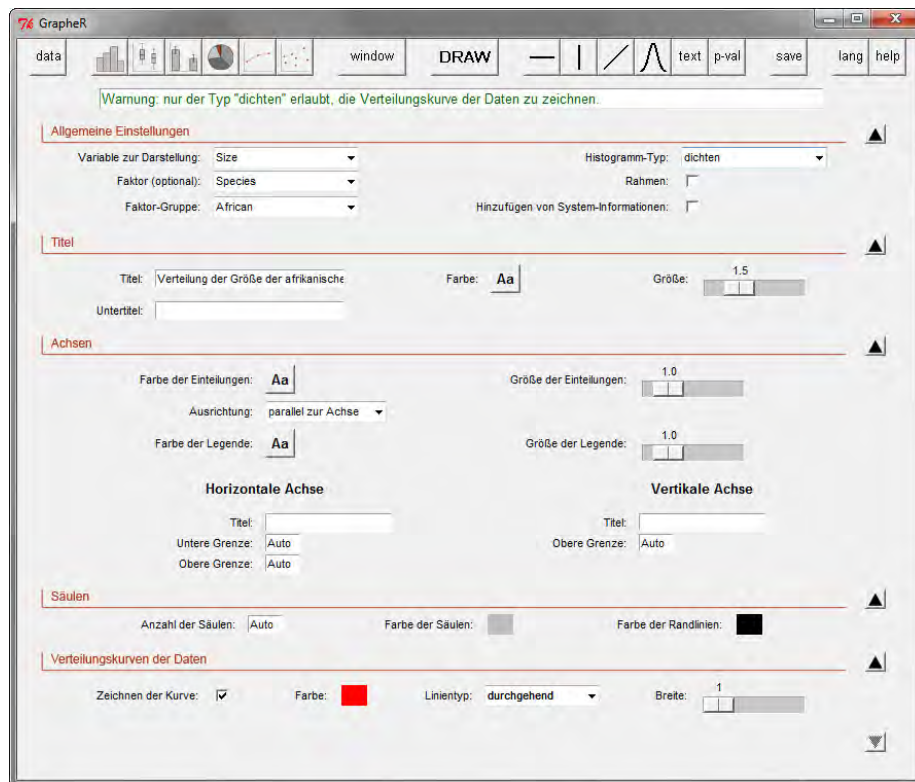 GrapheR
data window DRAW text p-val save lang help
Warnung: nur der Typ "dichten" erlaubt, die Verteilungskurve der Daten zu zeichnen.
Allgemeine Einstellungen
Variable zur Darstellung: Size Histogramm-Typ: dichten
Faktor (optional): Species Rahmen:
Faktor-Gruppe: African Hinzufügen von System-Informationen:
Titel
1.5
Titel: Verteilung der Größe der afrikanische Farbe: Aa Größe:
Untertitel:
Achsen
1.0
Farbe der Einteilungen: Aa Größe der Einteilungen:
Ausrichtung: parallel zur Achse
1.0
Farbe der Legende: Aa Größe der Legende:
Horizontale Achse Vertikale Achse
Titel: Titel:
Untere Grenze: Auto Obere Grenze: Auto
Obere Grenze: Auto
Säulen
Anzahl der Säulen: Auto Farbe der Säulen: Farbe der Randlinien:
Verteilungskurven der Daten
1
Zeichnen der Kurve: Farbe: Linientyp: durchgehend Breite: